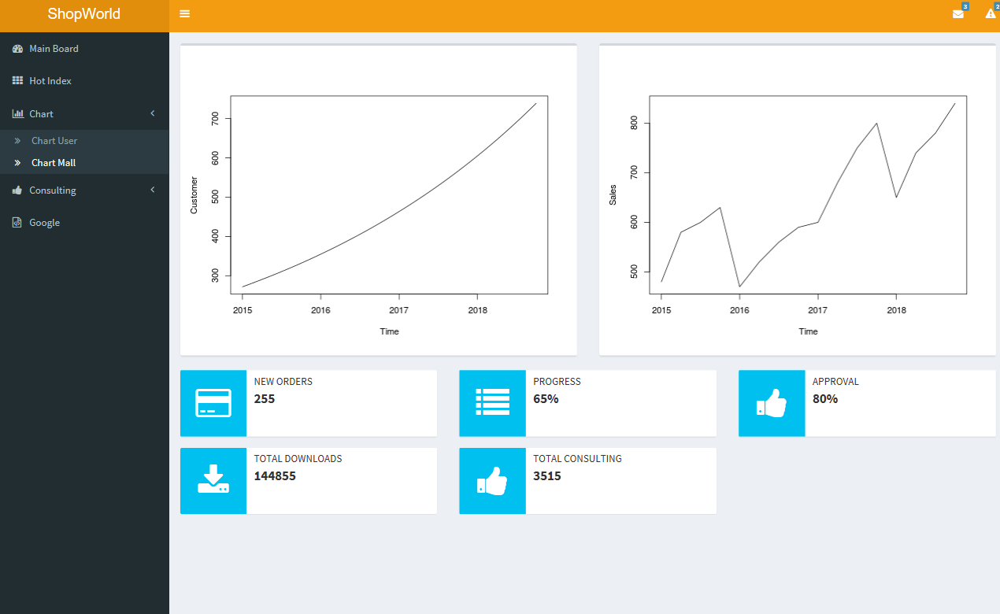 ShopWorld
3
2
Main Board
Hot Index
Chart
Chart User
Chart Mall
Consulting
Google
700
600
500
400
300
Customer
2015 2016 2017 2018
Time
800
700
600
500
Sales
2015 2016 2017 2018
Time
NEW ORDERS
255
PROGRESS
65%
APPROVAL
80%
TOTAL DOWNLOADS
144855
TOTAL CONSULTING
3515